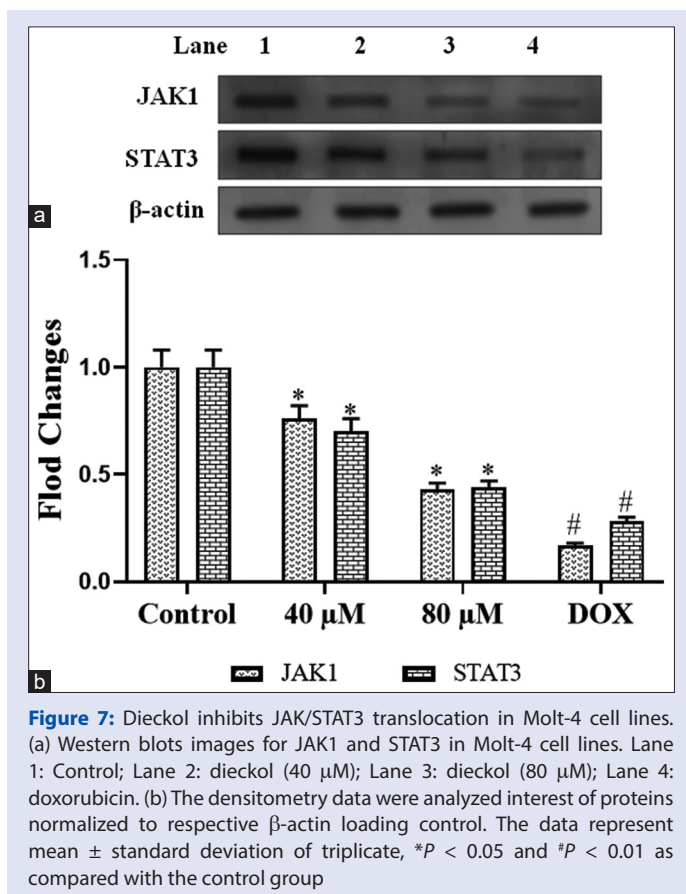 Lane 1 2 3 4
JAK1
STAT3
β-actin
a
1.5
1.0
0.5
0.0
Flod Changes
* *
* *
# #
Control 40 μM 80 μM DOX
JAK1 STAT3
b
Figure 7: Dieckol inhibits JAK/STAT3 translocation in Molt-4 cell lines.
(a) Western blots images for JAK1 and STAT3 in Molt-4 cell lines. Lane
1: Control; Lane 2: dieckol (40 μM); Lane 3: dieckol (80 μM); Lane 4:
doxorubicin. (b) The densitometry data were analyzed interest of proteins
normalized to respective β-actin loading control. The data represent
mean ± standard deviation of triplicate, *P < 0.05 and #P < 0.01 as
compared with the control group